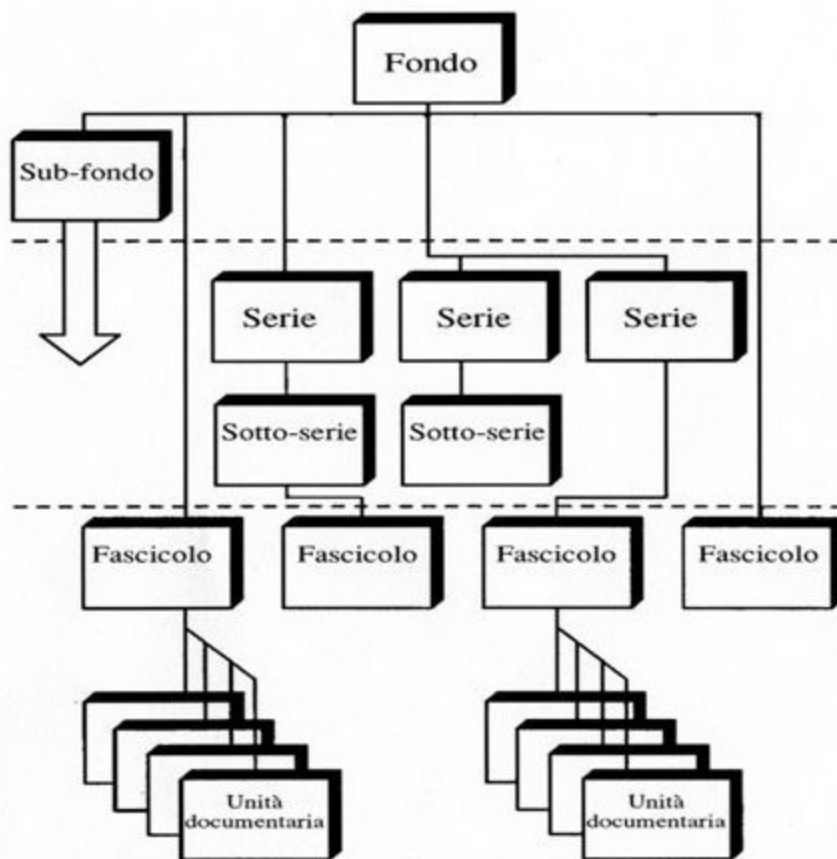 Fondo
Sub-fondo
Serie
Serie
Serie
Sotto-serie
Sotto-serie
Fascicolo
Fascicolo
Fascicolo
Fascicolo
Unità
documentaria
Unità
documentaria